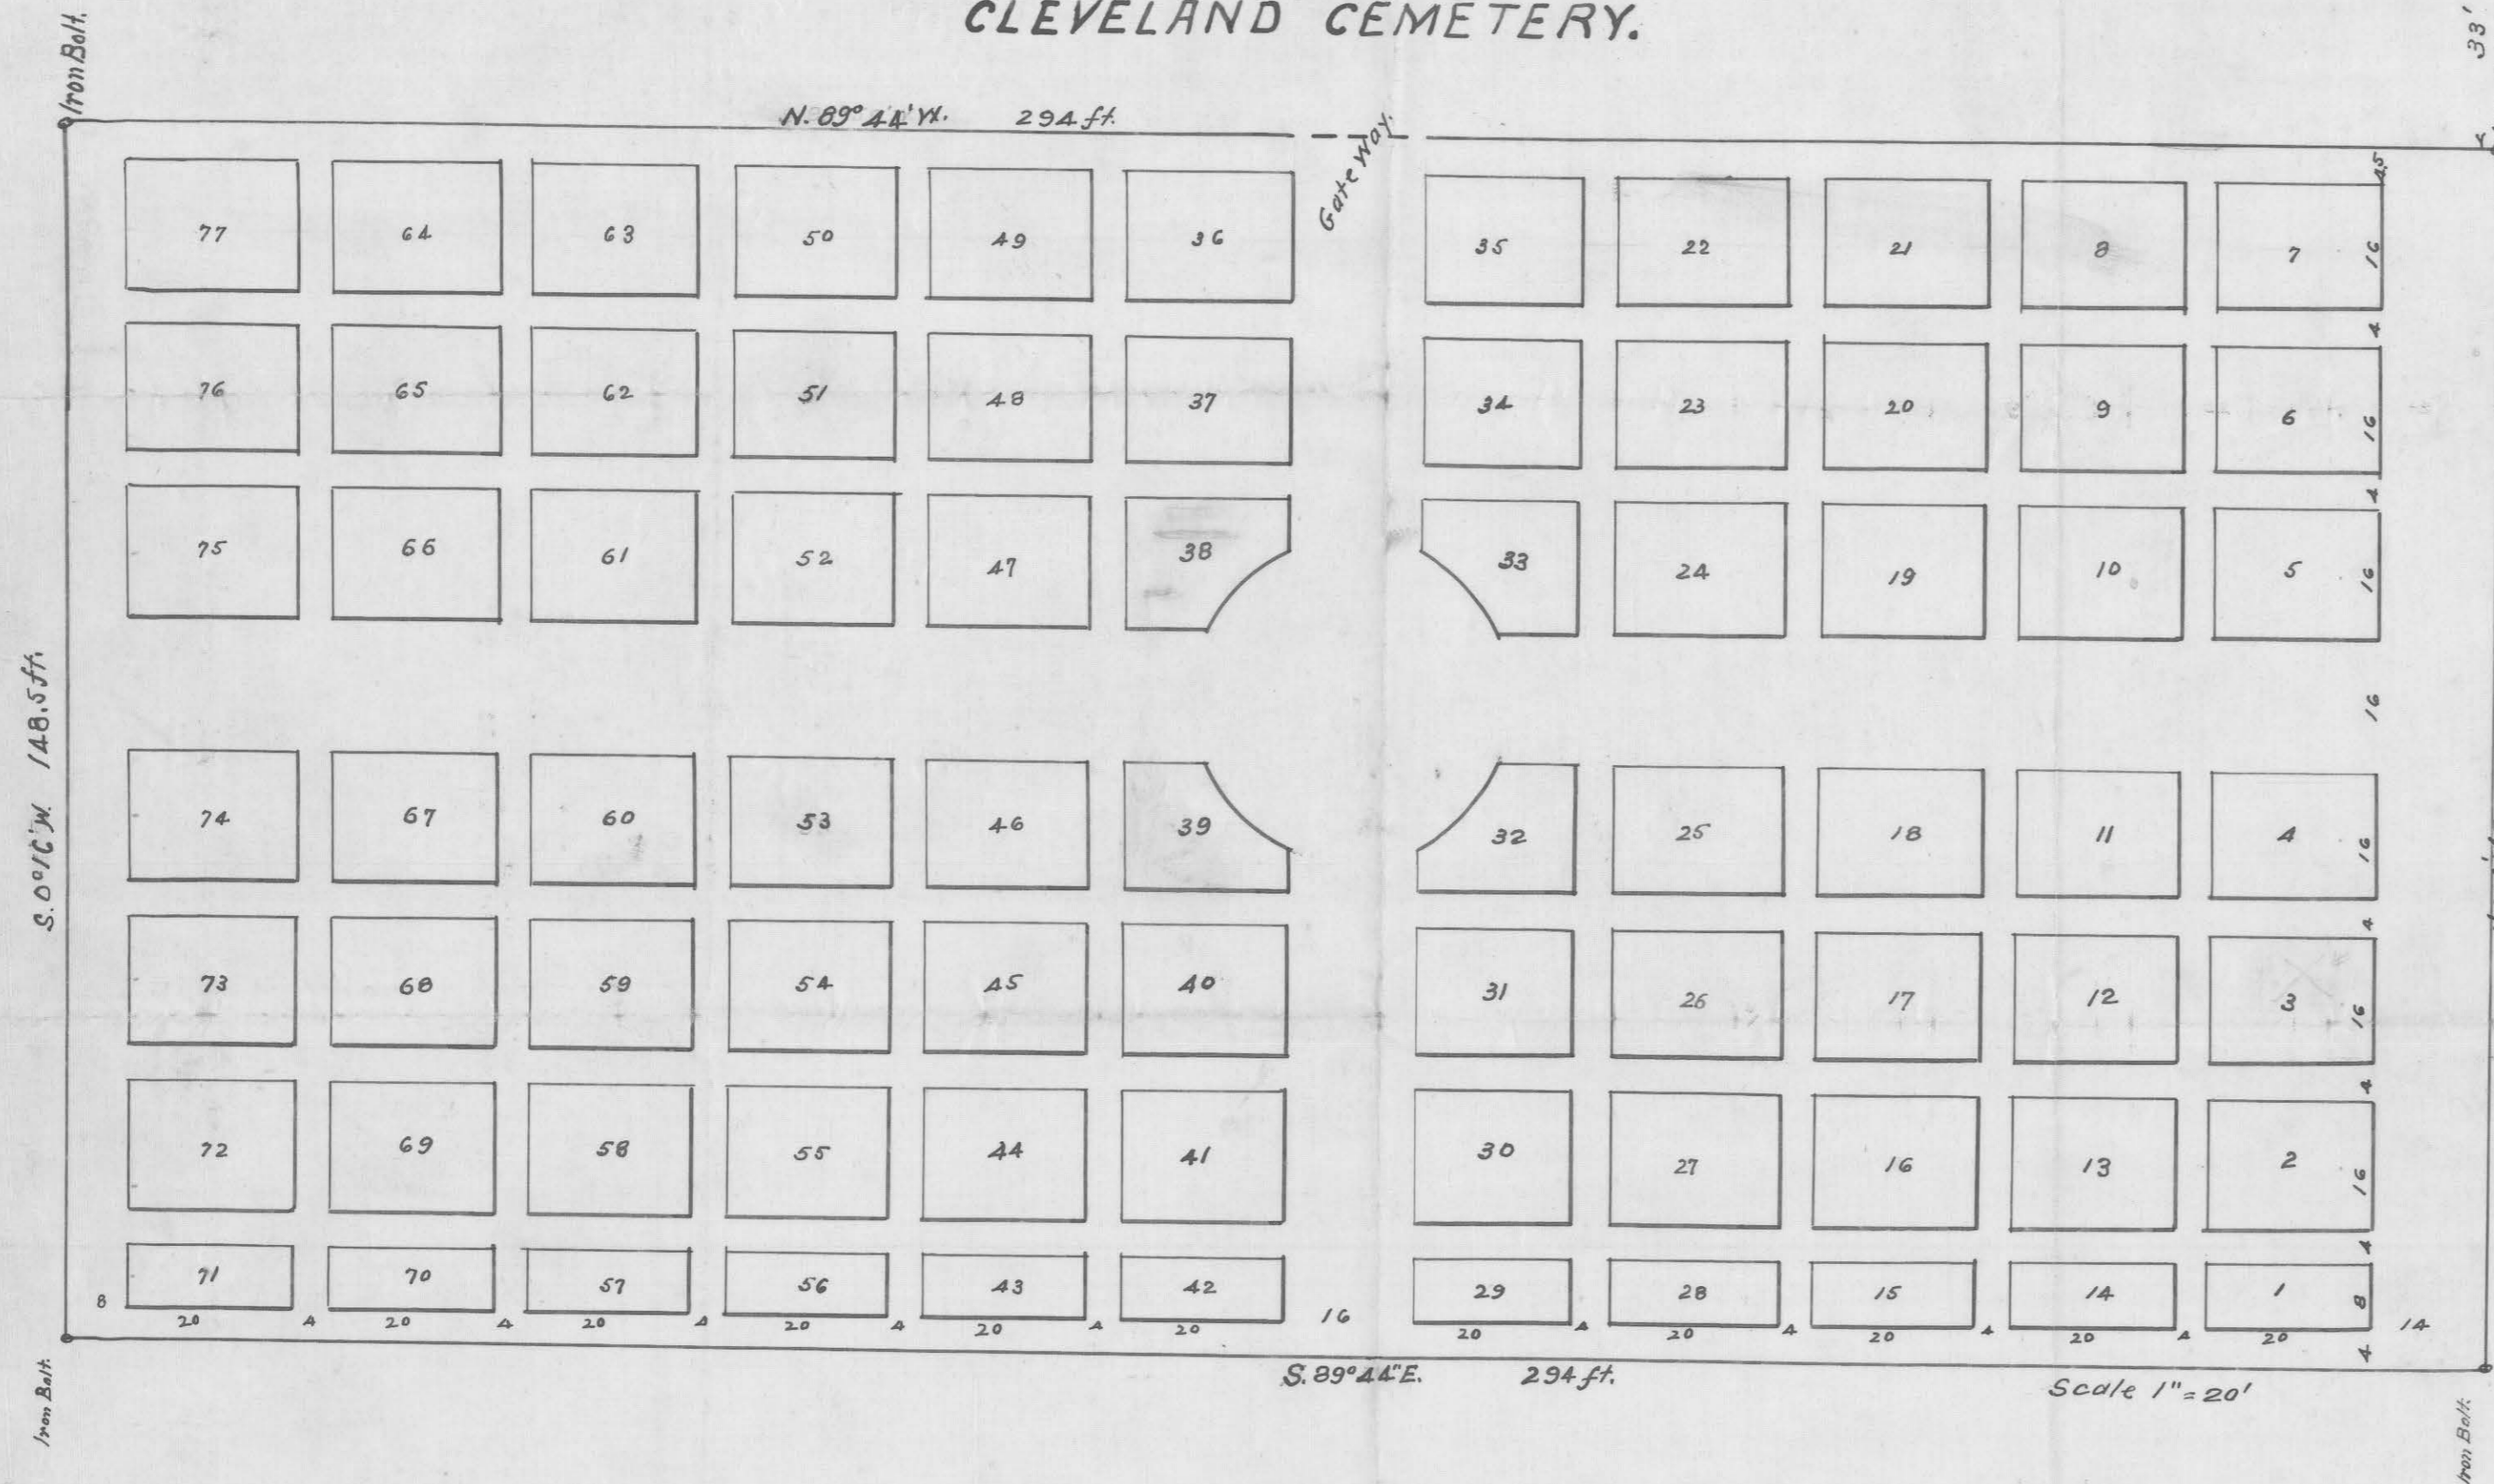 CLEVELAND CEMETERY.
Iron Bolt.
33'
N. 89° 44' W. 294 ft.
Gate Way.
4.5
77 64 63 50 49 36 35 22 21 8 7 16
4
76 65 62 51 48 37 34 23 20 9 6 16
4
75 66 61 52 47 38 33 24 19 10 5 16
S. 0° 16' W. 148.5 ft.
16
74 67 60 53 46 39 32 25 18 11 4 16
4
73 68 59 54 45 40 31 26 17 12 3 16
4
72 69 58 55 44 41 30 27 16 13 2 16
4
71 70 57 56 43 42 29 28 15 14 1 8
8 20 4 20 4 20 4 20 4 20 4 20 16 20 4 20 4 20 4 20 4 20 14
4
S. 89° 44" E. 294 ft.
Scale 1" = 20'
Iron Bolt.
Iron Bolt.